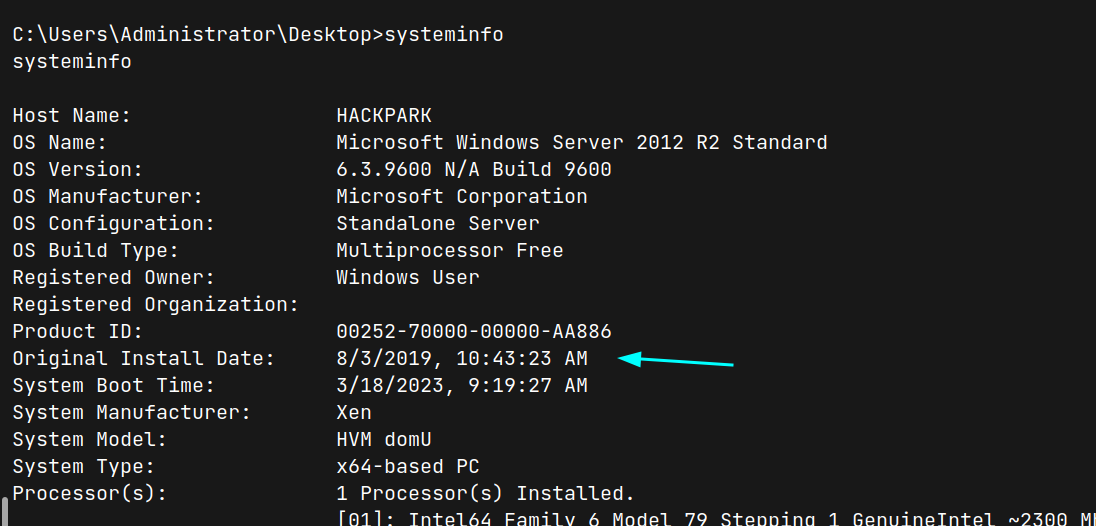 C:\Users\Administrator\Desktop>systeminfo
systeminfo
Host Name: HACKPARK
OS Name: Microsoft Windows Server 2012 R2 Standard
OS Version: 6.3.9600 N/A Build 9600
OS Manufacturer: Microsoft Corporation
OS Configuration: Standalone Server
OS Build Type: Multiprocessor Free
Registered Owner: Windows User
Registered Organization:
Product ID: 00252-70000-00000-AA886
Original Install Date: 8/3/2019, 10:43:23 AM
System Boot Time: 3/18/2023, 9:19:27 AM
System Manufacturer: Xen
System Model: HVM domU
System Type: x64-based PC
Processor(s): 1 Processor(s) Installed.
[01]: Intel64 Family 6 Model 79 Stepping 1 GenuineIntel ~2300